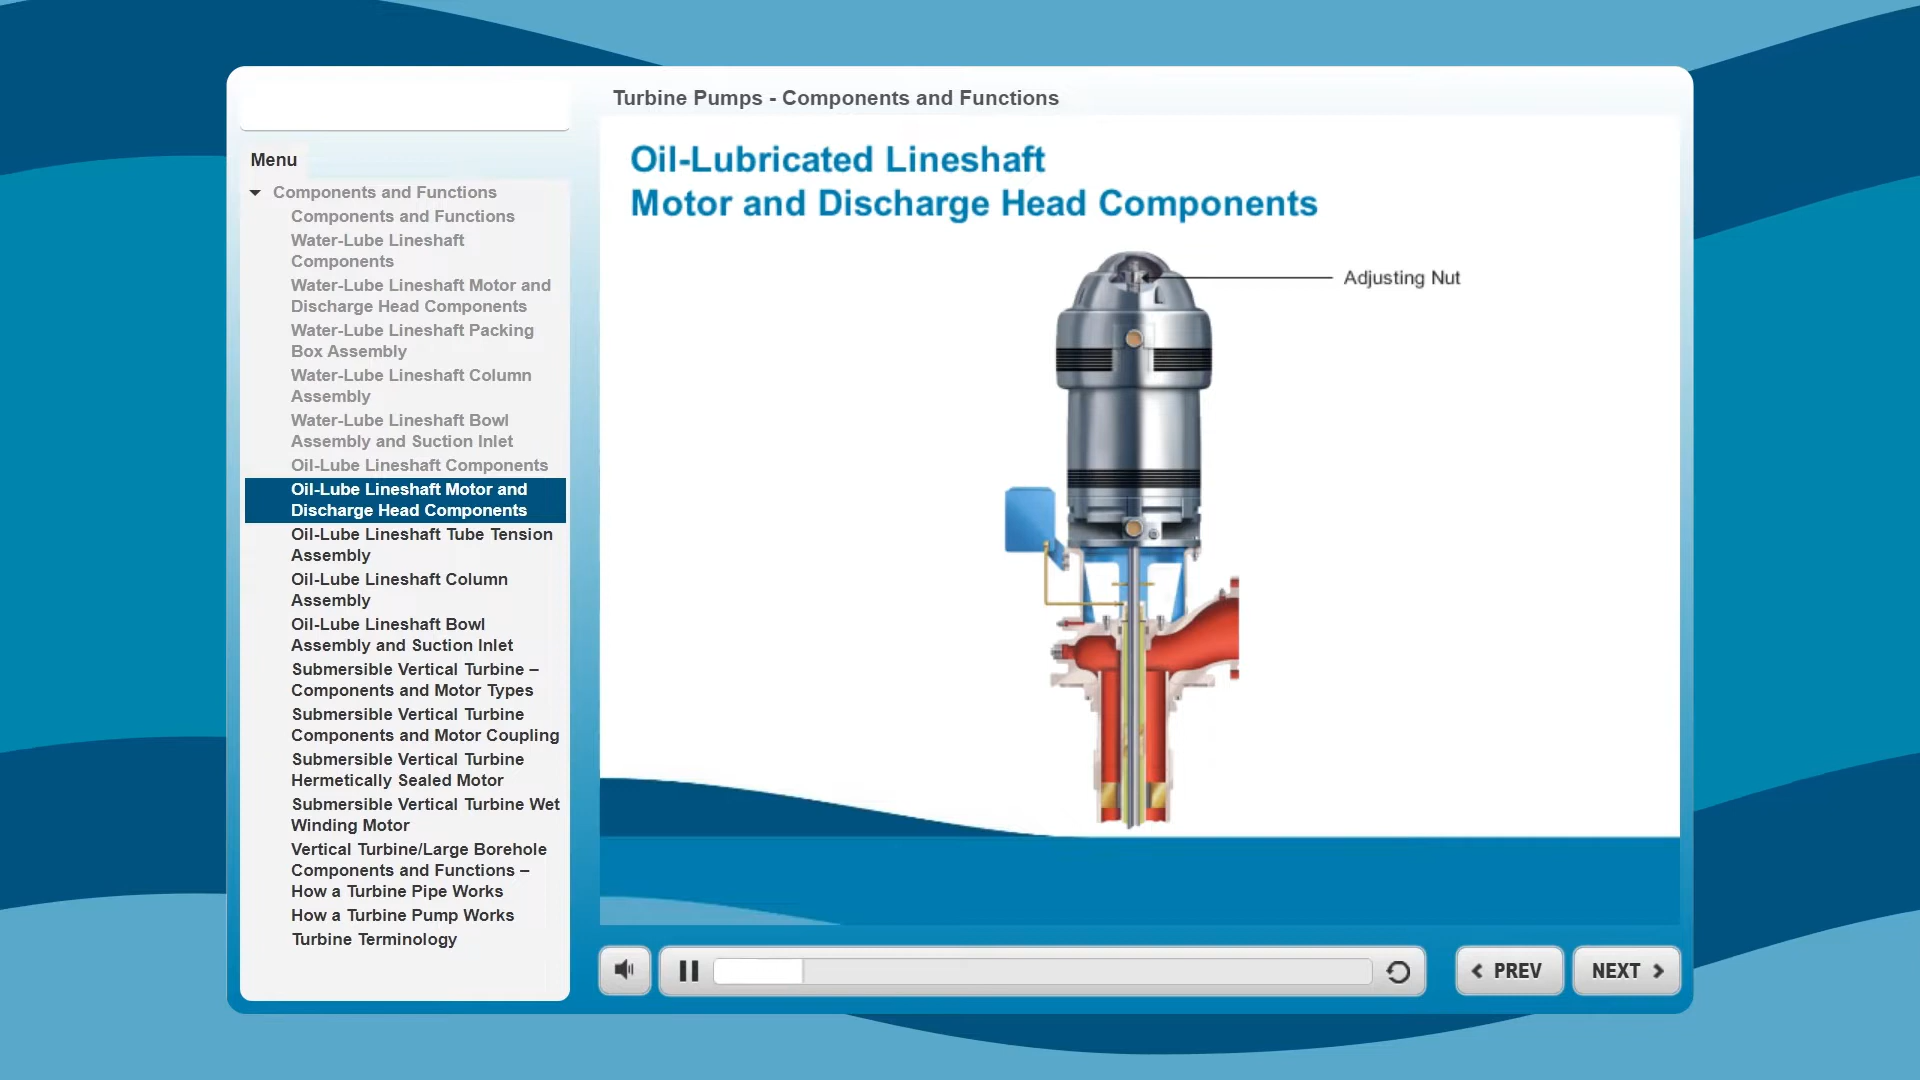 Turbine Pumps - Components and Functions
Menu
Components and Functions
Components and Functions
Water-Lube Lineshaft
Components
Water-Lube Lineshaft Motor and
Discharge Head Components
Water-Lube Lineshaft Packing
Box Assembly
Water-Lube Lineshaft Column
Assembly
Water-Lube Lineshaft Bowl
Assembly and Suction Inlet
Oil-Lube Lineshaft Components
Oil-Lube Lineshaft Motor and
Discharge Head Components
Oil-Lube Lineshaft Tube Tension
Assembly
Oil-Lube Lineshaft Column
Assembly
Oil-Lube Lineshaft Bowl
Assembly and Suction Inlet
Submersible Vertical Turbine –
Components and Motor Types
Submersible Vertical Turbine
Components and Motor Coupling
Submersible Vertical Turbine
Hermetically Sealed Motor
Submersible Vertical Turbine Wet
Winding Motor
Vertical Turbine/Large Borehole
Components and Functions –
How a Turbine Pipe Works
How a Turbine Pump Works
Turbine Terminology
Oil-Lubricated Lineshaft
Motor and Discharge Head Components
Adjusting Nut
PREV
NEXT